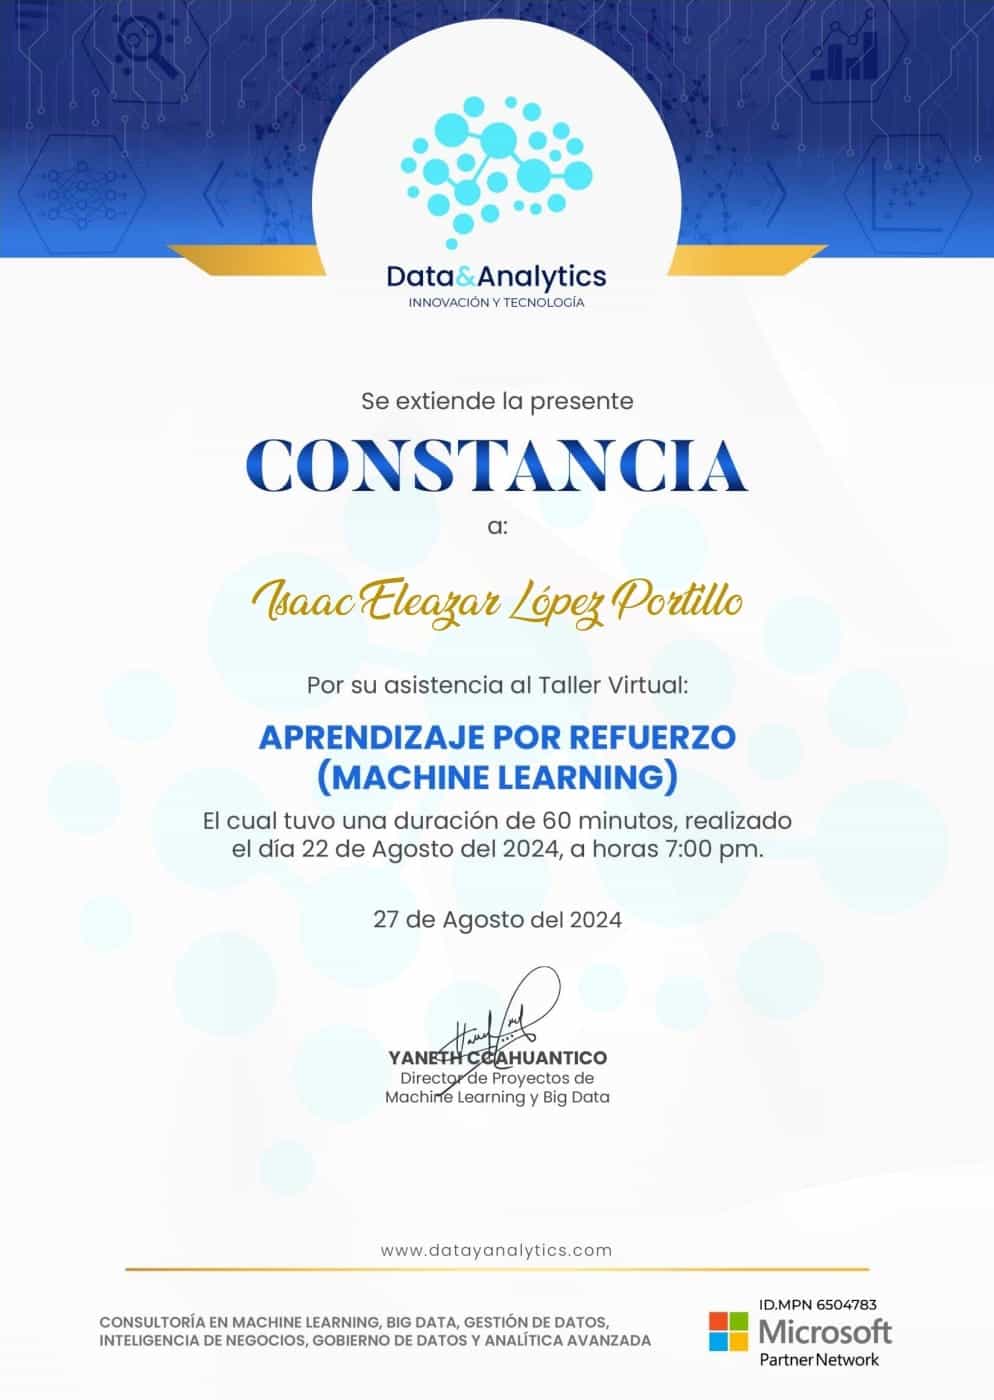 Data&Analytics
INNOVACIÓN Y TECNOLOGÍA
Se extiende la presente
CONSTANCIA
a:
Isaac Eleazar López Portillo
Por su asistencia al Taller Virtual:
APRENDIZAJE POR REFUERZO
(MACHINE LEARNING)
El cual tuvo una duración de 60 minutos, realizado
el día 22 de Agosto del 2024, a horas 7:00 pm.
27 de Agosto del 2024
YANETH CCAHUANTICO
Director de Proyectos de
Machine Learning y Big Data
www.datayanalytics.com
CONSULTORÍA EN MACHINE LEARNING, BIG DATA, GESTIÓN DE DATOS,
INTELIGENCIA DE NEGOCIOS, GOBIERNO DE DATOS Y ANALÍTICA AVANZADA
ID.MPN 6504783
Microsoft
Partner Network